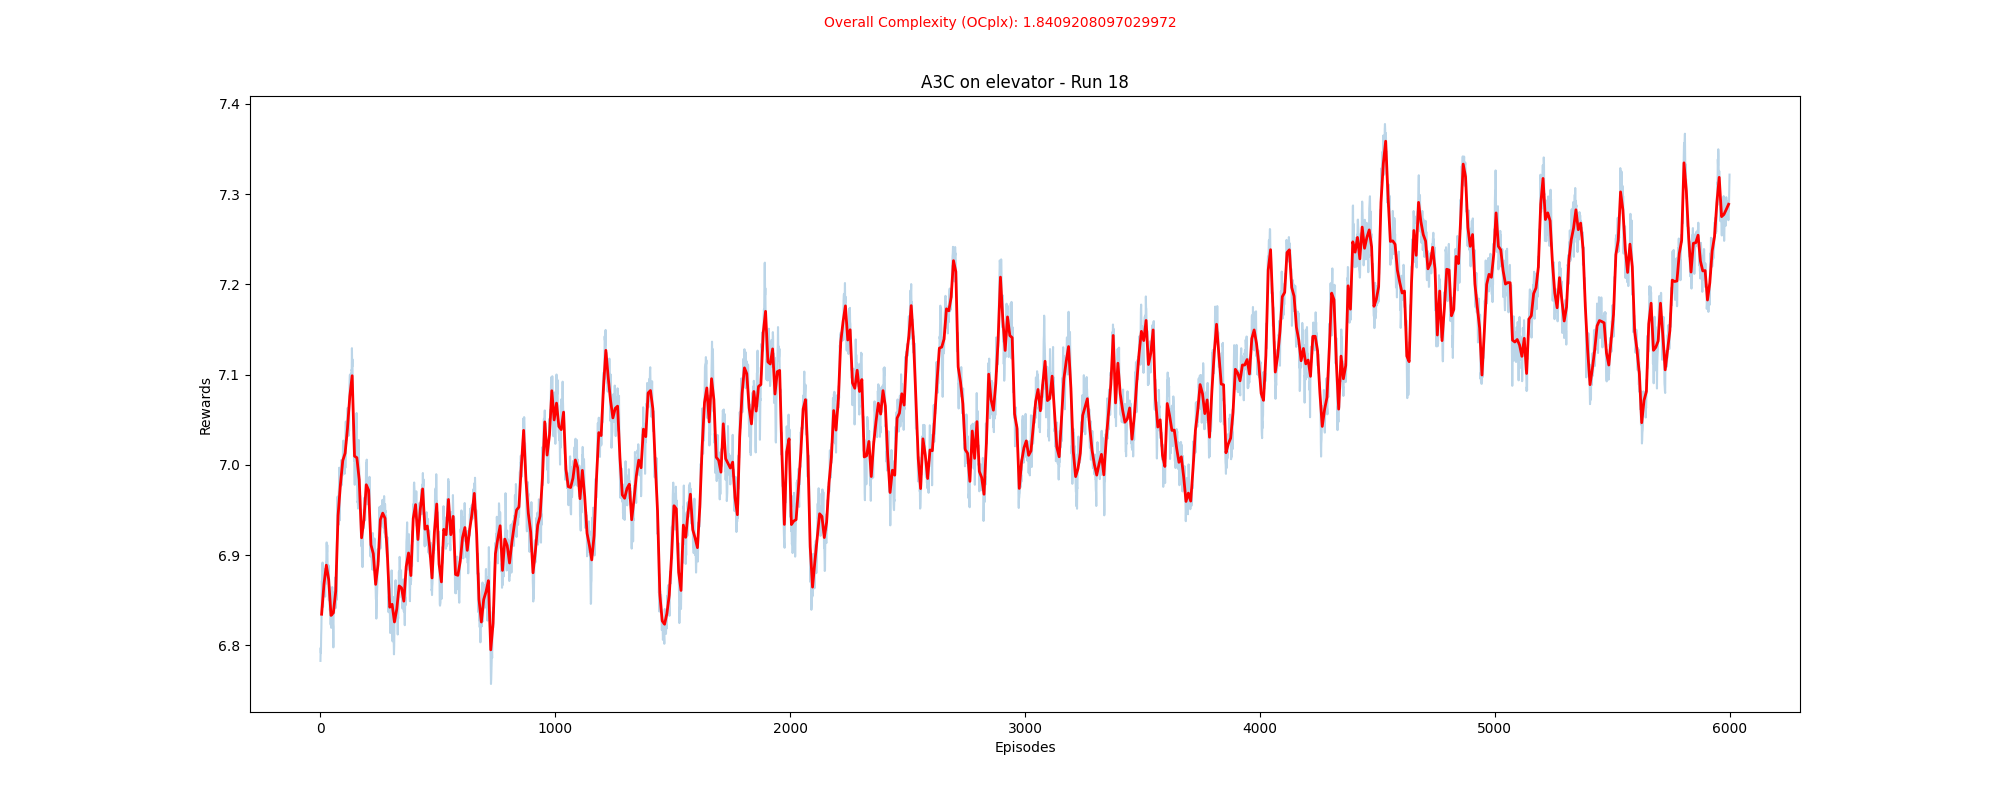 Overall Complexity (OCplx): 1.8409208097029972
A3C on elevator - Run 18
7.4
7.3
7.2
7.1
7.0
6.9
6.8
Rewards
0 1000 2000 3000 4000 5000 6000
Episodes